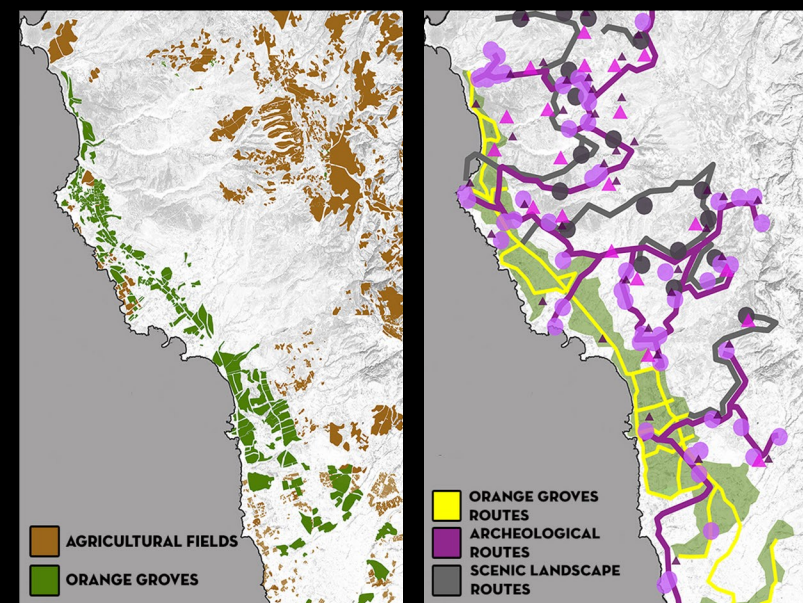 AGRICULTURAL FIELDS
ORANGE GROVES
ORANGE GROVES
ROUTES
ARCHEOLOGICAL
ROUTES
SCENIC LANDSCAPE
ROUTES